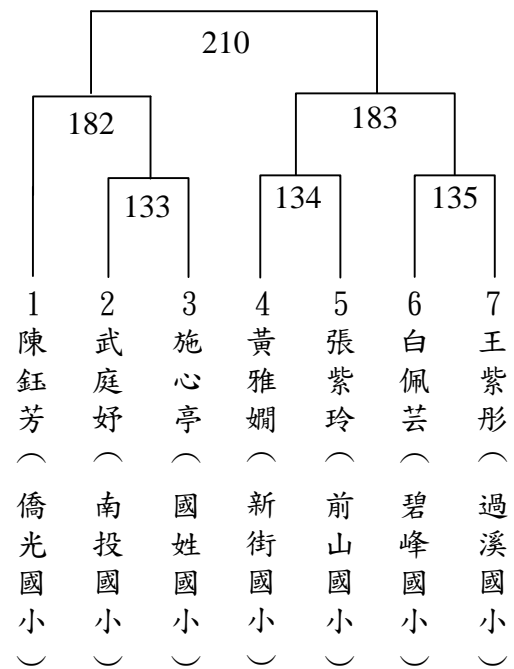 210
182
183
133
134
135
1陳鈺芳(僑光國小)
2武庭妤(南投國小)
3施心亭(國姓國小)
4黃雅嫺(新街國小)
5張紫玲(前山國小)
6白佩芸(碧峰國小)
7王紫彤(過溪國小)